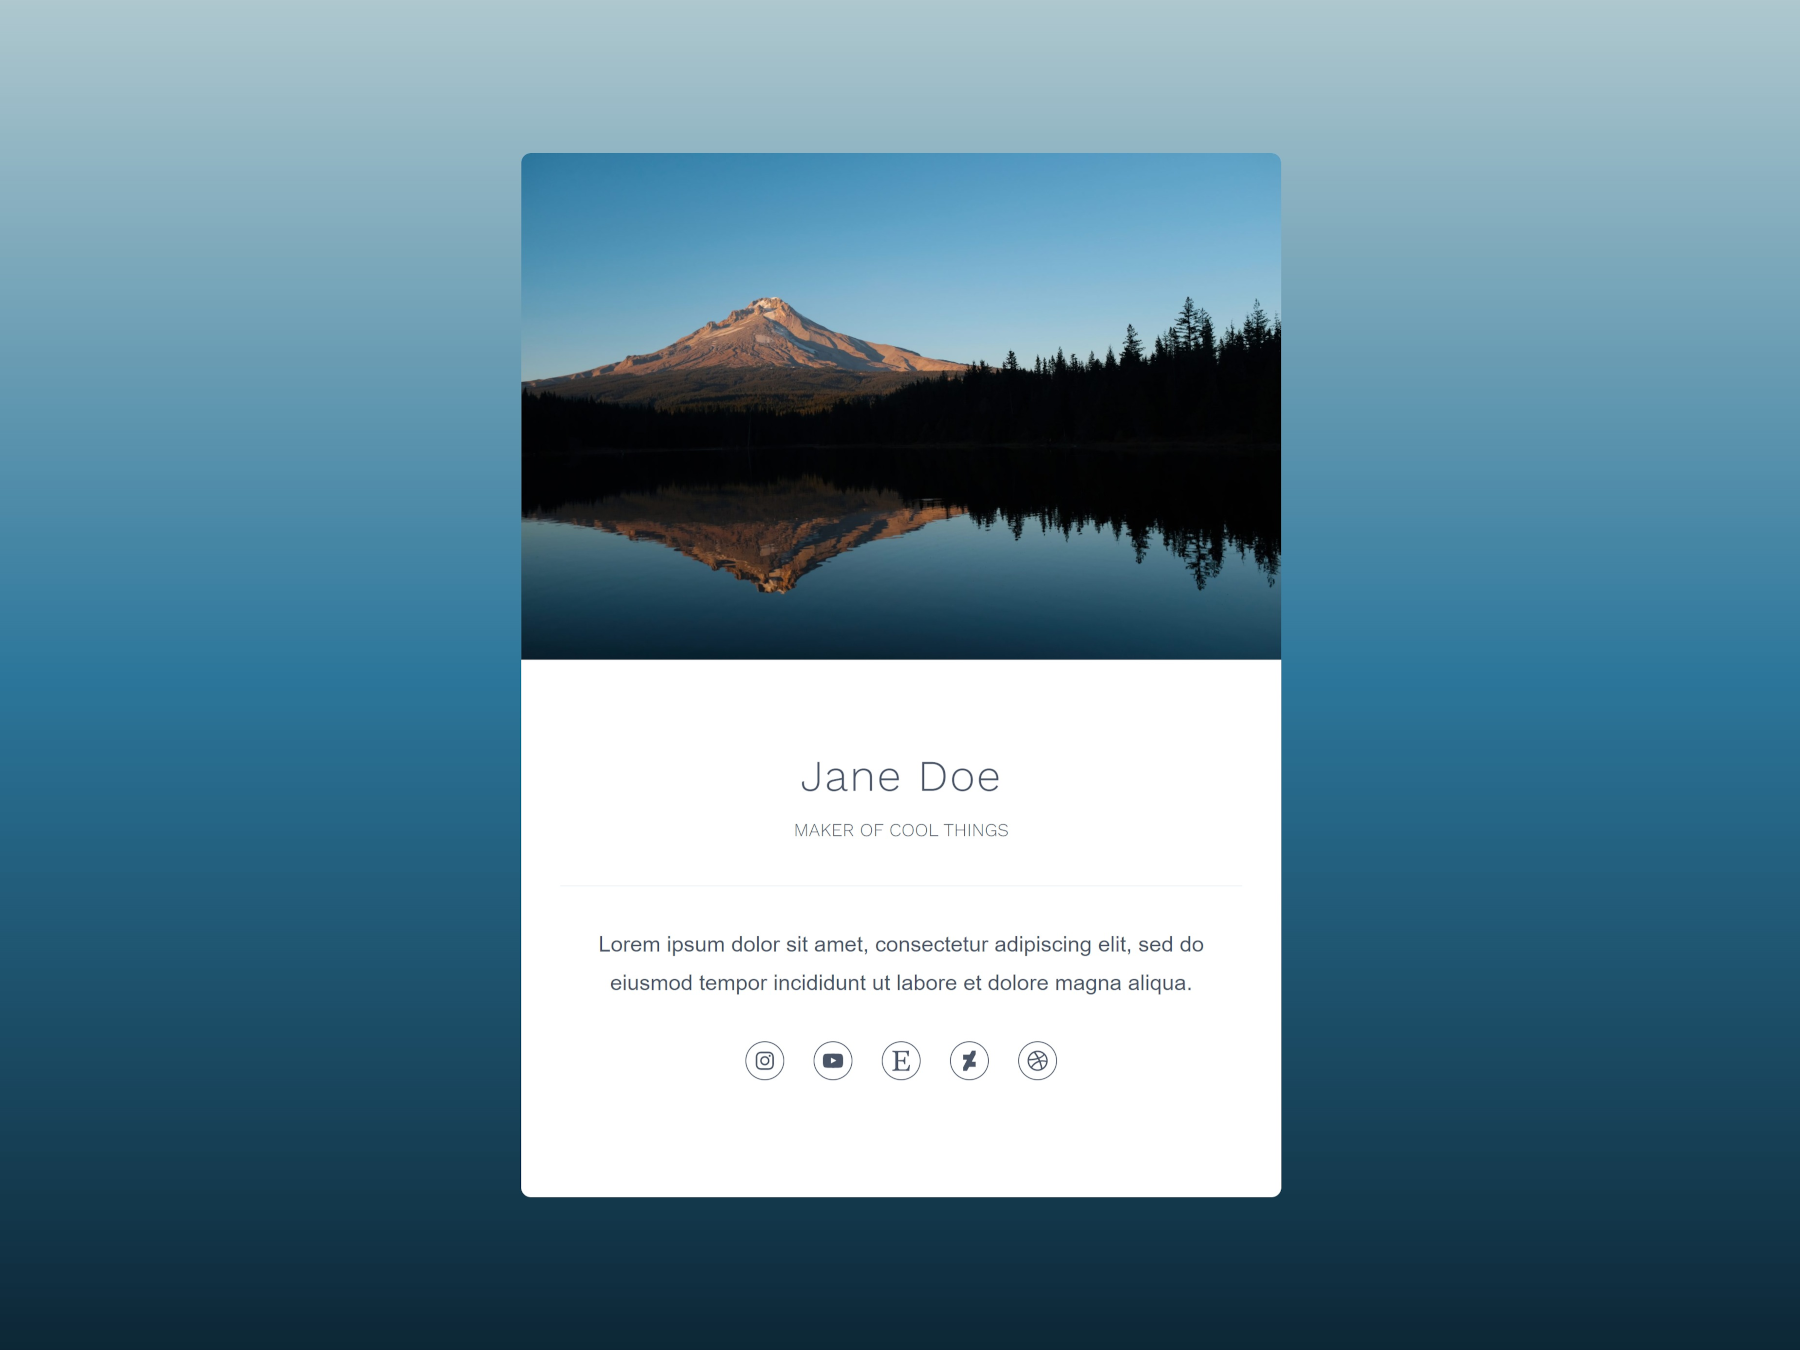 Jane Doe
MAKER OF COOL THINGS
Lorem ipsum dolor sit amet, consectetur adipiscing elit, sed do
eiusmod tempor incididunt ut labore et dolore magna aliqua.
E